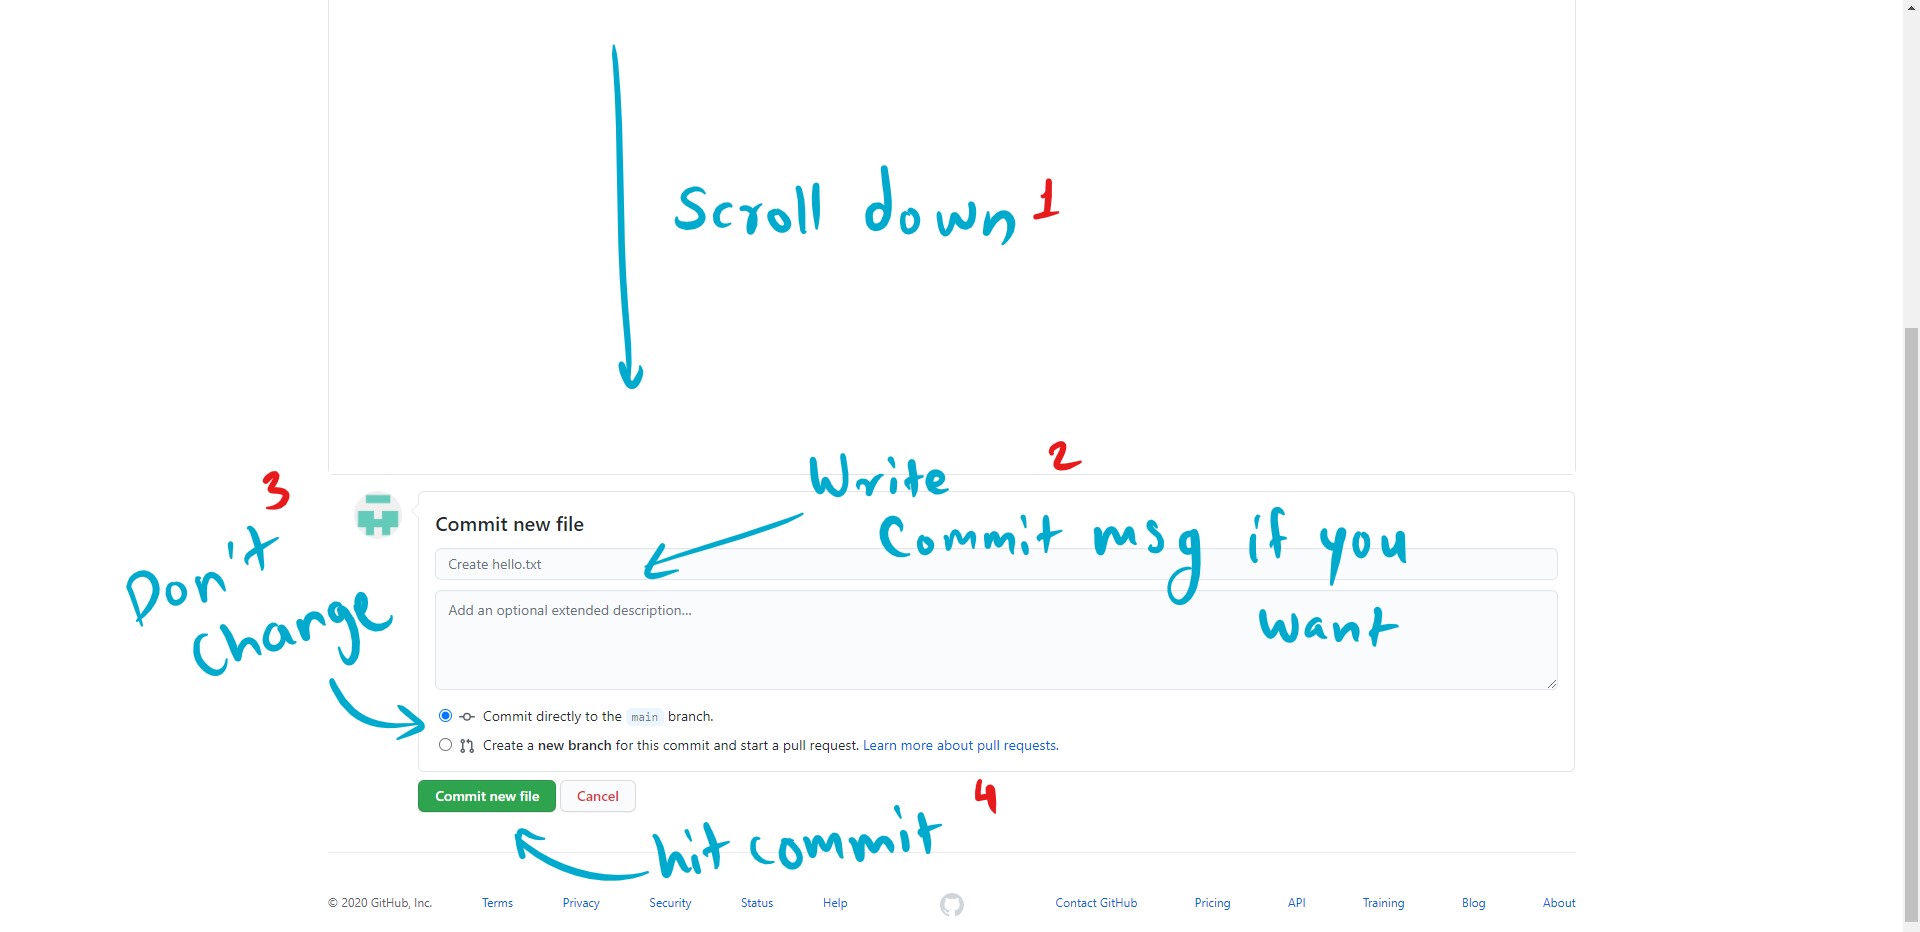 Scroll down 1
2
Write
Commit msg if you
want
3
Don't
Change
Commit new file
Create hello.txt
Add an optional extended description...
Commit directly to the main branch.
Create a new branch for this commit and start a pull request. Learn more about pull requests.
Commit new file Cancel
4
hit commit
© 2020 GitHub, Inc. Terms Privacy Security Status Help Contact GitHub Pricing API Training Blog About